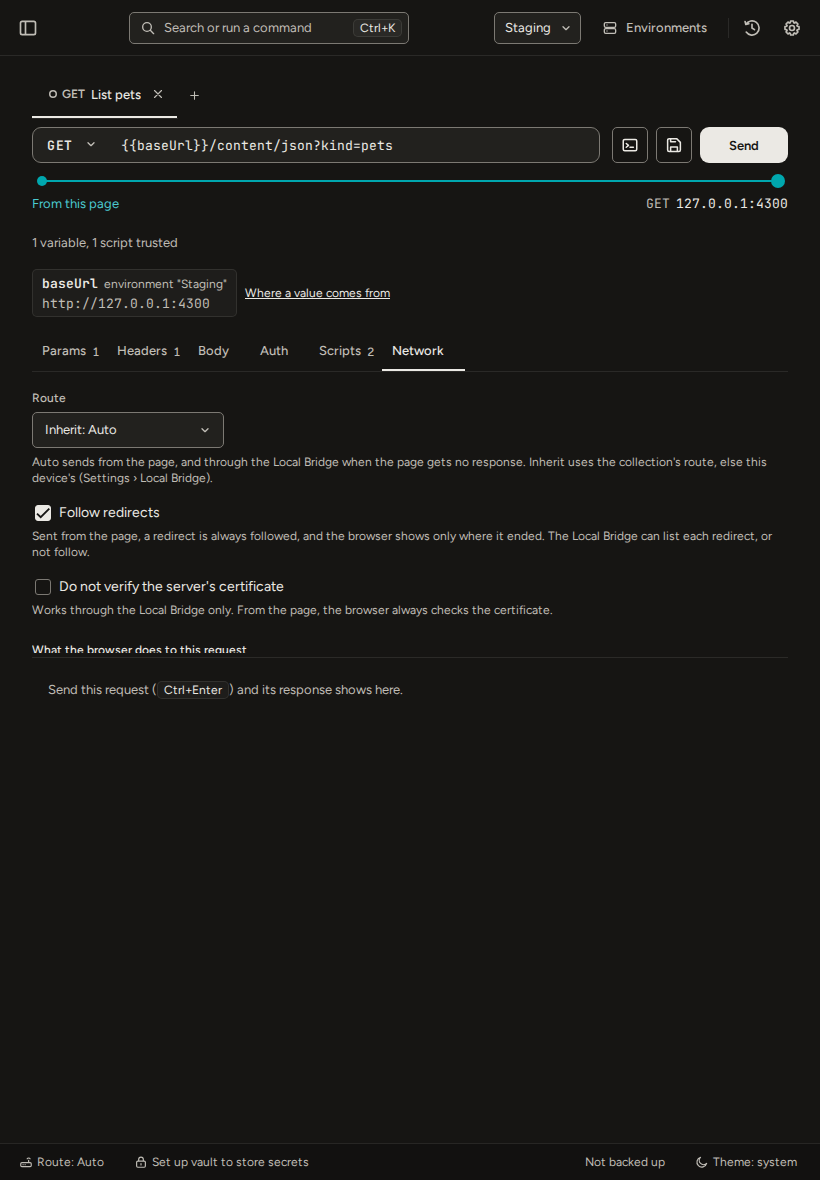 Search or run a command Ctrl+K Staging Environments
GET List pets
GET {{baseUrl}}/content/json?kind=pets Send
From this page GET 127.0.0.1:4300
1 variable, 1 script trusted
baseUrl environment "Staging"
http://127.0.0.1:4300
Where a value comes from
Params 1 Headers 1 Body Auth Scripts 2 Network
Route
Inherit: Auto
Auto sends from the page, and through the Local Bridge when the page gets no response. Inherit uses the collection's route, else this
device's (Settings › Local Bridge).
Follow redirects
Sent from the page, a redirect is always followed, and the browser shows only where it ended. The Local Bridge can list each redirect, or
not follow.
Do not verify the server's certificate
Works through the Local Bridge only. From the page, the browser always checks the certificate.
What the browser does to this request
Send this request (Ctrl+Enter) and its response shows here.
Route: Auto Set up vault to store secrets Not backed up Theme: system